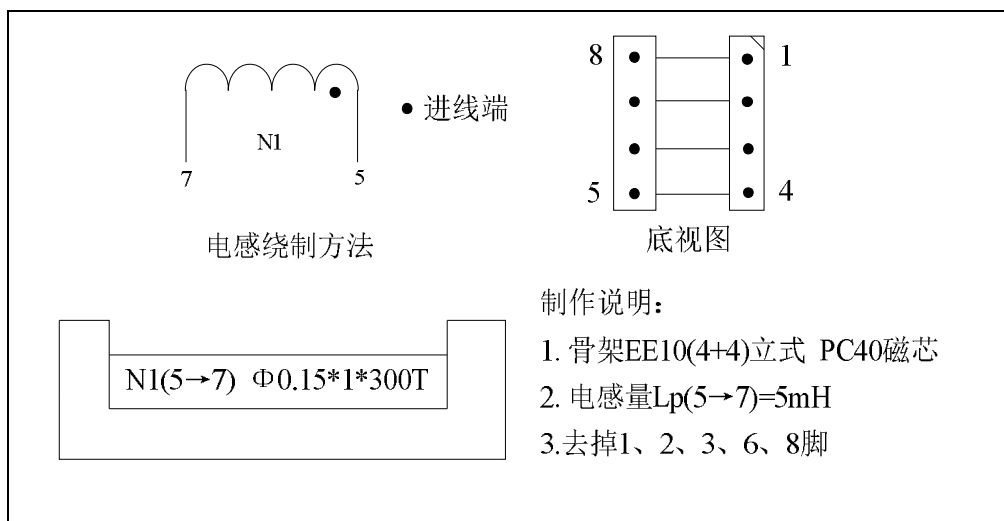 N1
7
5
● 进线端
电感绕制方法
8
1
5
4
底视图
N1(5→7) Φ0.15*1*300T
制作说明：
1. 骨架EE10(4+4)立式 PC40磁芯
2. 电感量Lp(5→7)=5mH
3.去掉1、2、3、6、8脚